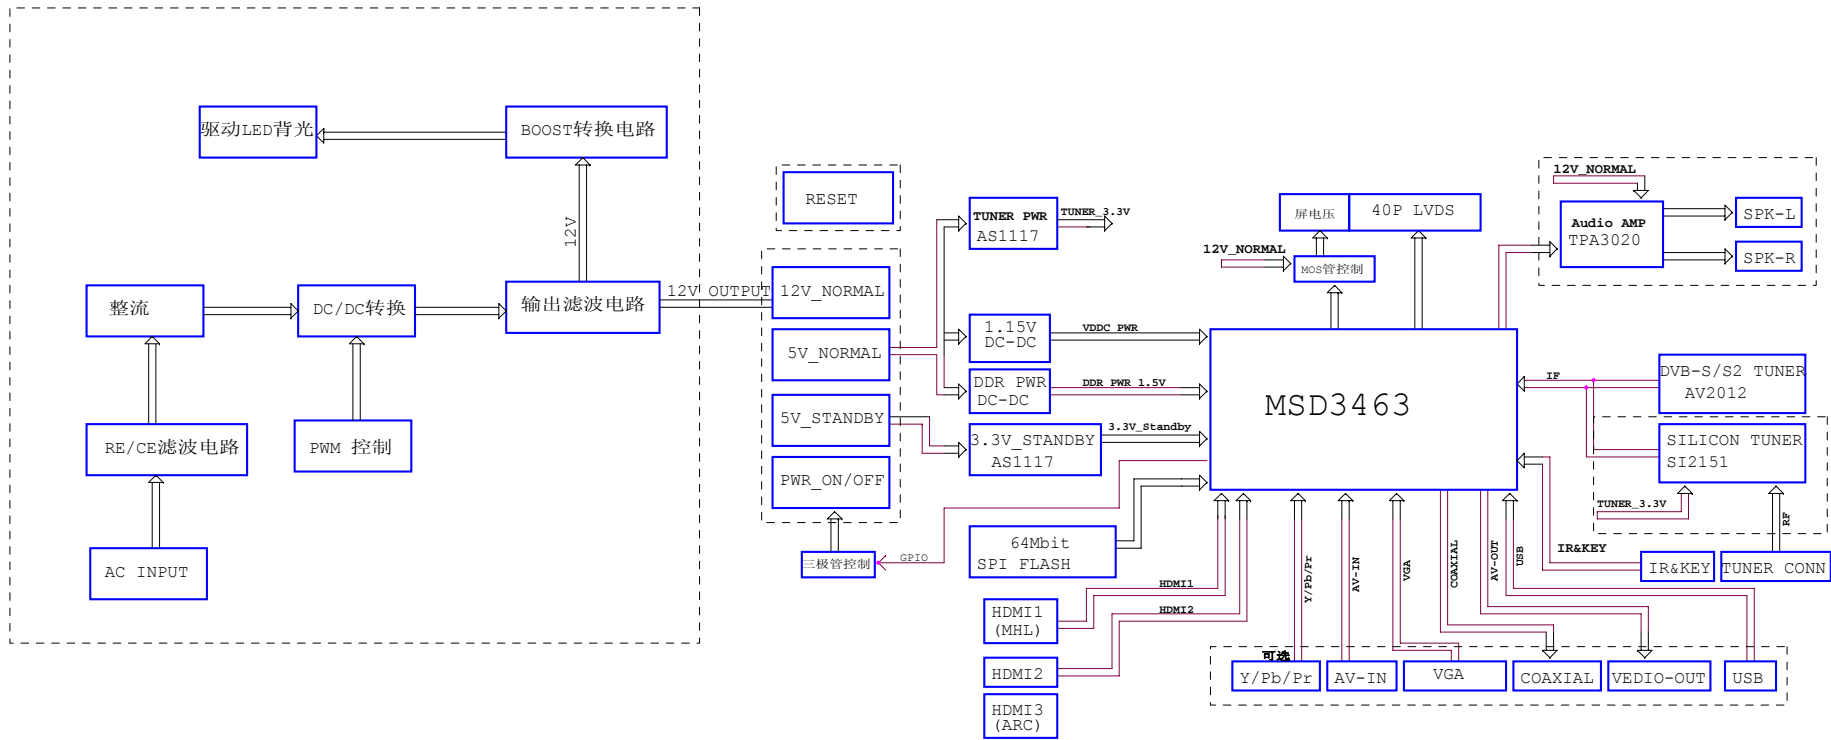 驱动LED背光
BOOST转换电路
12V
整流
DC/DC转换
输出滤波电路
12V OUTPUT
RE/CE滤波电路
PWM 控制
AC INPUT
RESET
12V_NORMAL
5V_NORMAL
5V_STANDBY
PWR_ON/OFF
三极管控制
GPIO
TUNER PWR
AS1117
TUNER_3.3V
1.15V
DC-DC
VDDC PWR
DDR PWR
DC-DC
DDR PWR 1.5V
3.3V_STANDBY
AS1117
3.3V_Standby
64Mbit
SPI FLASH
HDMI1
(MHL)
HDMI1
HDMI2
HDMI2
HDMI3
(ARC)
屏电压
40P LVDS
12V_NORMAL
MOS管控制
MSD3463
12V_NORMAL
Audio AMP
TPA3020
SPK-L
SPK-R
IF
DVB-S/S2 TUNER
AV2012
SILICON TUNER
SI2151
TUNER_3.3V
RF
IR&KEY
IR&KEY
TUNER CONN
Y/Pb/Pr
AV-IN
VGA
COAXIAL
AV-OUT
USB
可选
Y/Pb/Pr
AV-IN
VGA
COAXIAL
VEDIO-OUT
USB